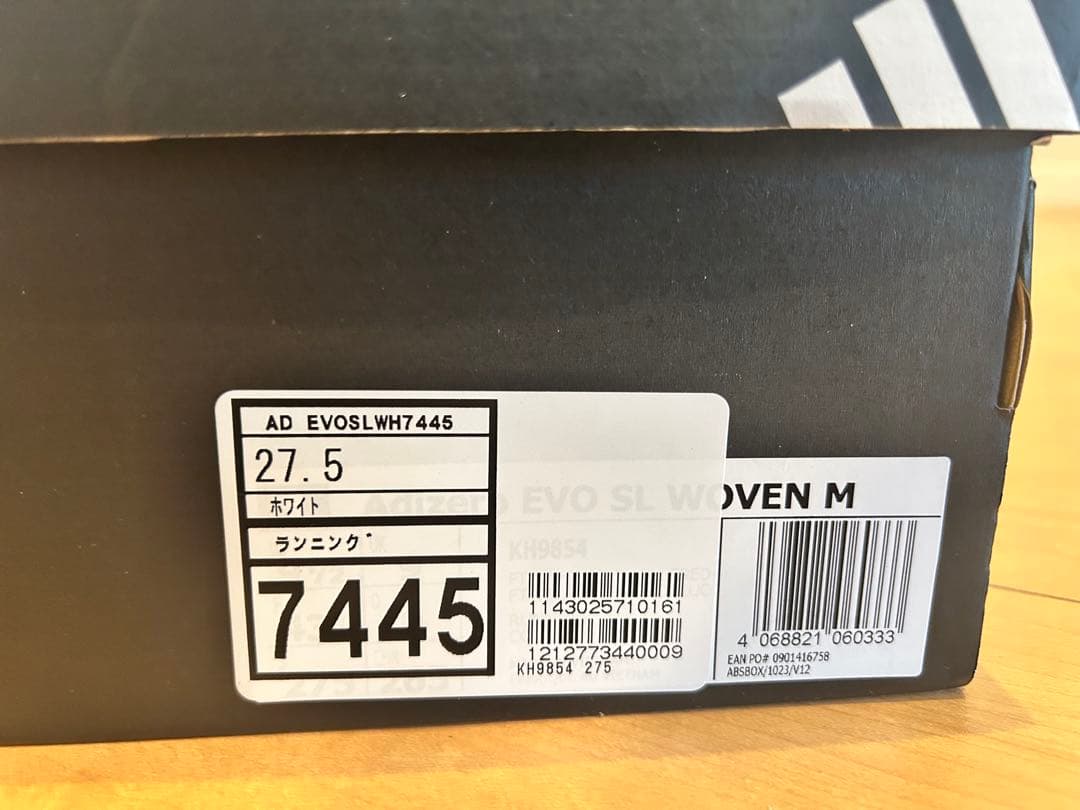 AD EVOSLWH7445
27.5
ホワイト
ランニング
7445
Adizero EVO SL WOVEN M
KH9854
1143025710161
1212773440009
KH9854 275
4 068821 060333
EAN PO# 0901416758
ABSBOX/1023/V12